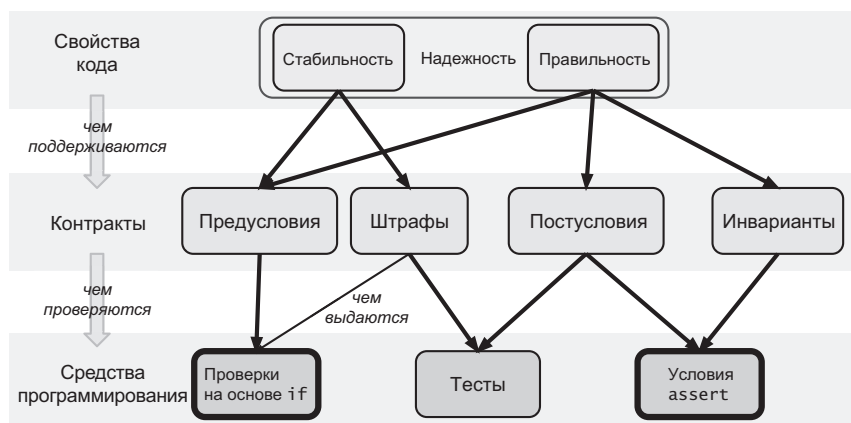 Свойства
кода
Стабильность
Надежность
Правильность
чем
поддерживаются
Контракты
Предусловия
Штрафы
Постусловия
Инварианты
чем
проверяются
чем
выдаются
Средства
программирования
Проверки
на основе if
Тесты
Условия
assert